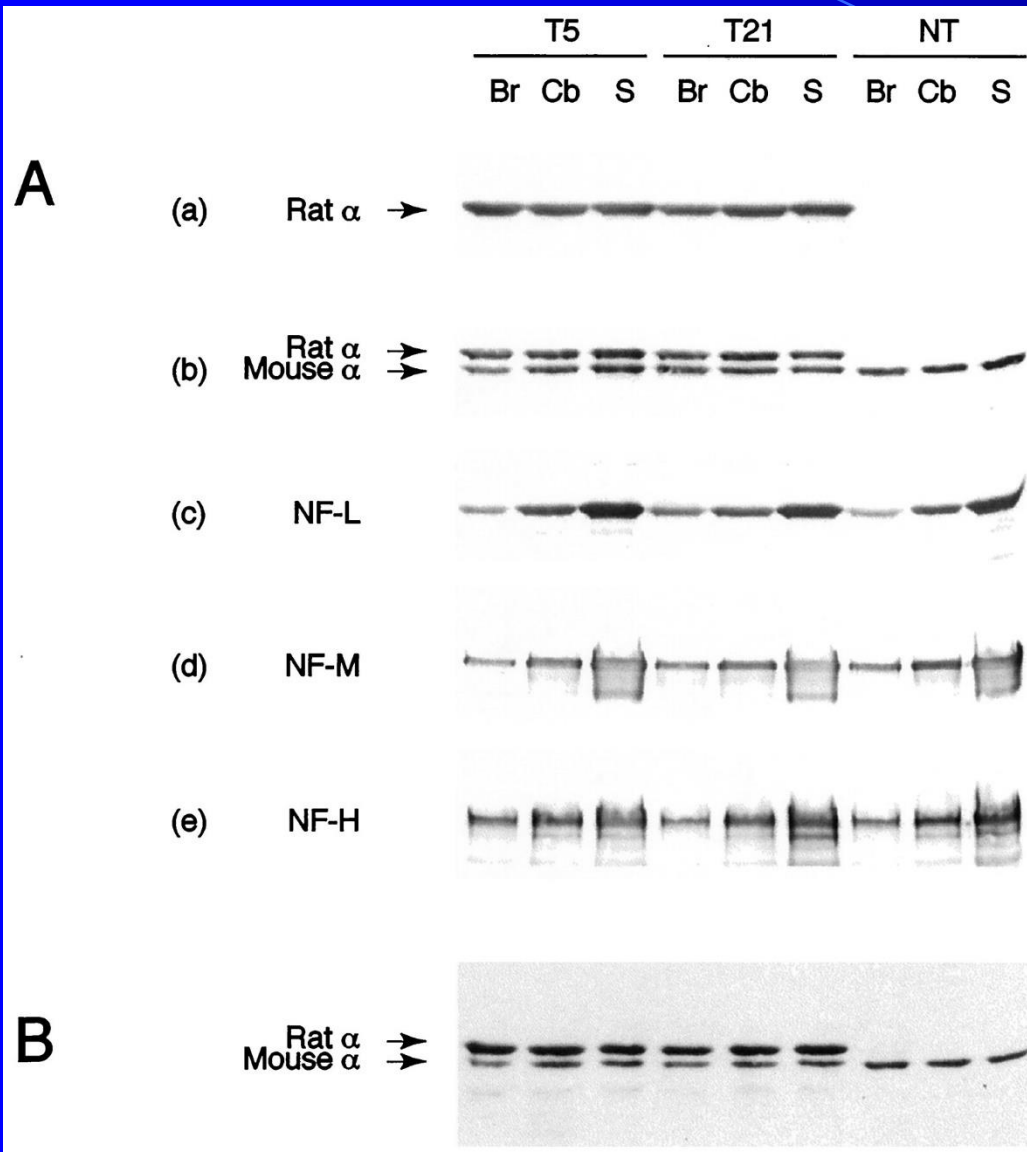 T5 T21 NT
Br Cb S Br Cb S Br Cb S
A
(a) Rat α →
Rat α →
(b) Mouse α →
(c) NF-L
(d) NF-M
(e) NF-H
B
Rat α →
Mouse α →